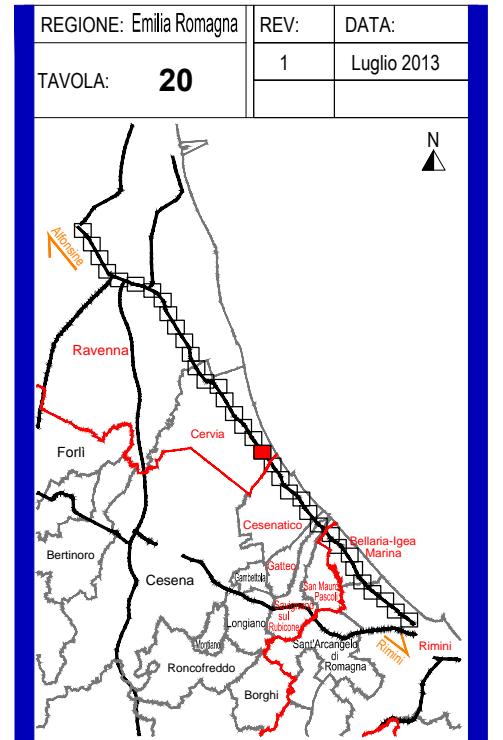 REGIONE: Emilia Romagna
REV:
DATA:
TAVOLA: 20
1
Luglio 2013
N
Alfonsine
Ravenna
Cervia
Forlì
Cesenatico
Bellaria-Igea
Marina
Bertinoro
Cesena
Gatteo
Gambettola
San Mauro
Pascoli
Savignano
sul
Rubicone
Longiano
Montiano
Sant'Arcangelo
di
Romagna
Rimini
Rimini
Roncofreddo
Borghi